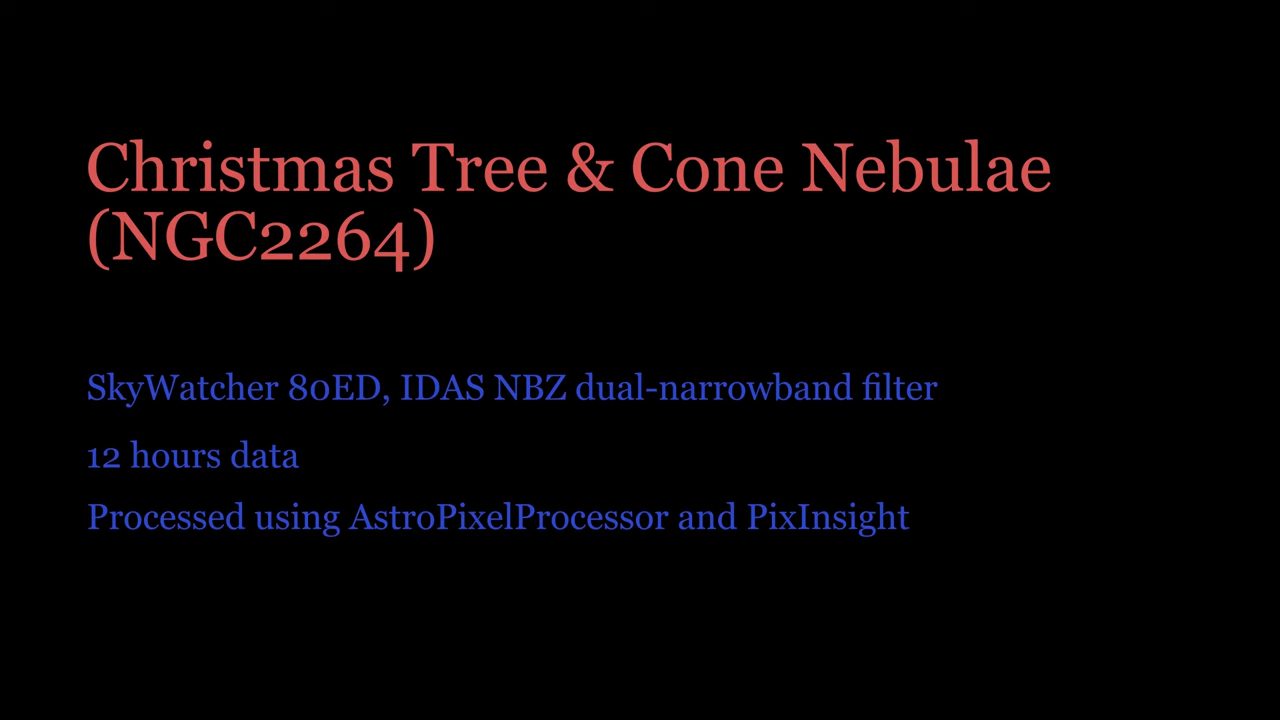 Christmas Tree & Cone Nebulae
(NGC2264)
SkyWatcher 80ED, IDAS NBZ dual-narrowband filter
12 hours data
Processed using AstroPixelProcessor and PixInsight